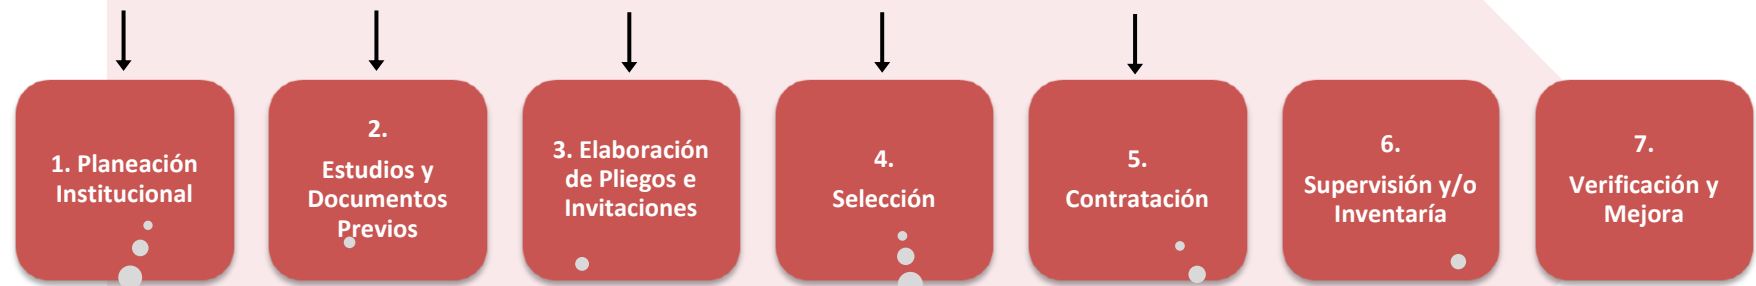 1. Planeación
Institucional
2.
Estudios y
Documentos
Previos
3. Elaboración
de Pliegos e
Invitaciones
4.
Selección
5.
Contratación
6.
Supervisión y/o
Inventaría
7.
Verificación y
Mejora